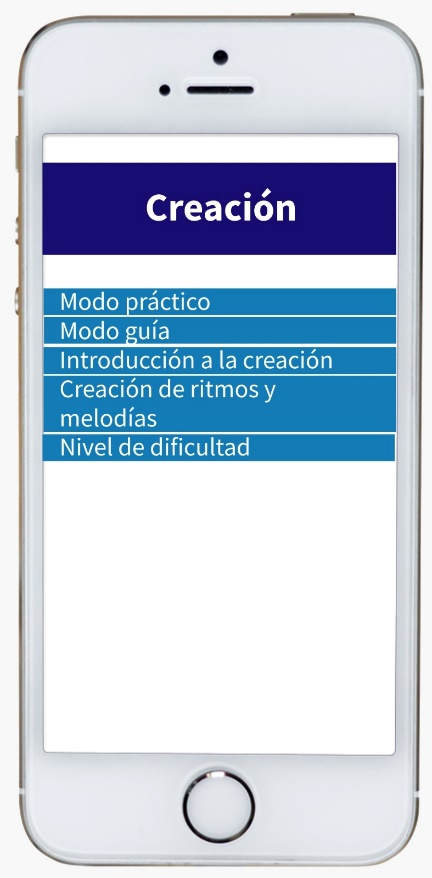 Creación
Modo práctico
Modo guía
Introducción a la creación
Creación de ritmos y
melodías
Nivel de dificultad